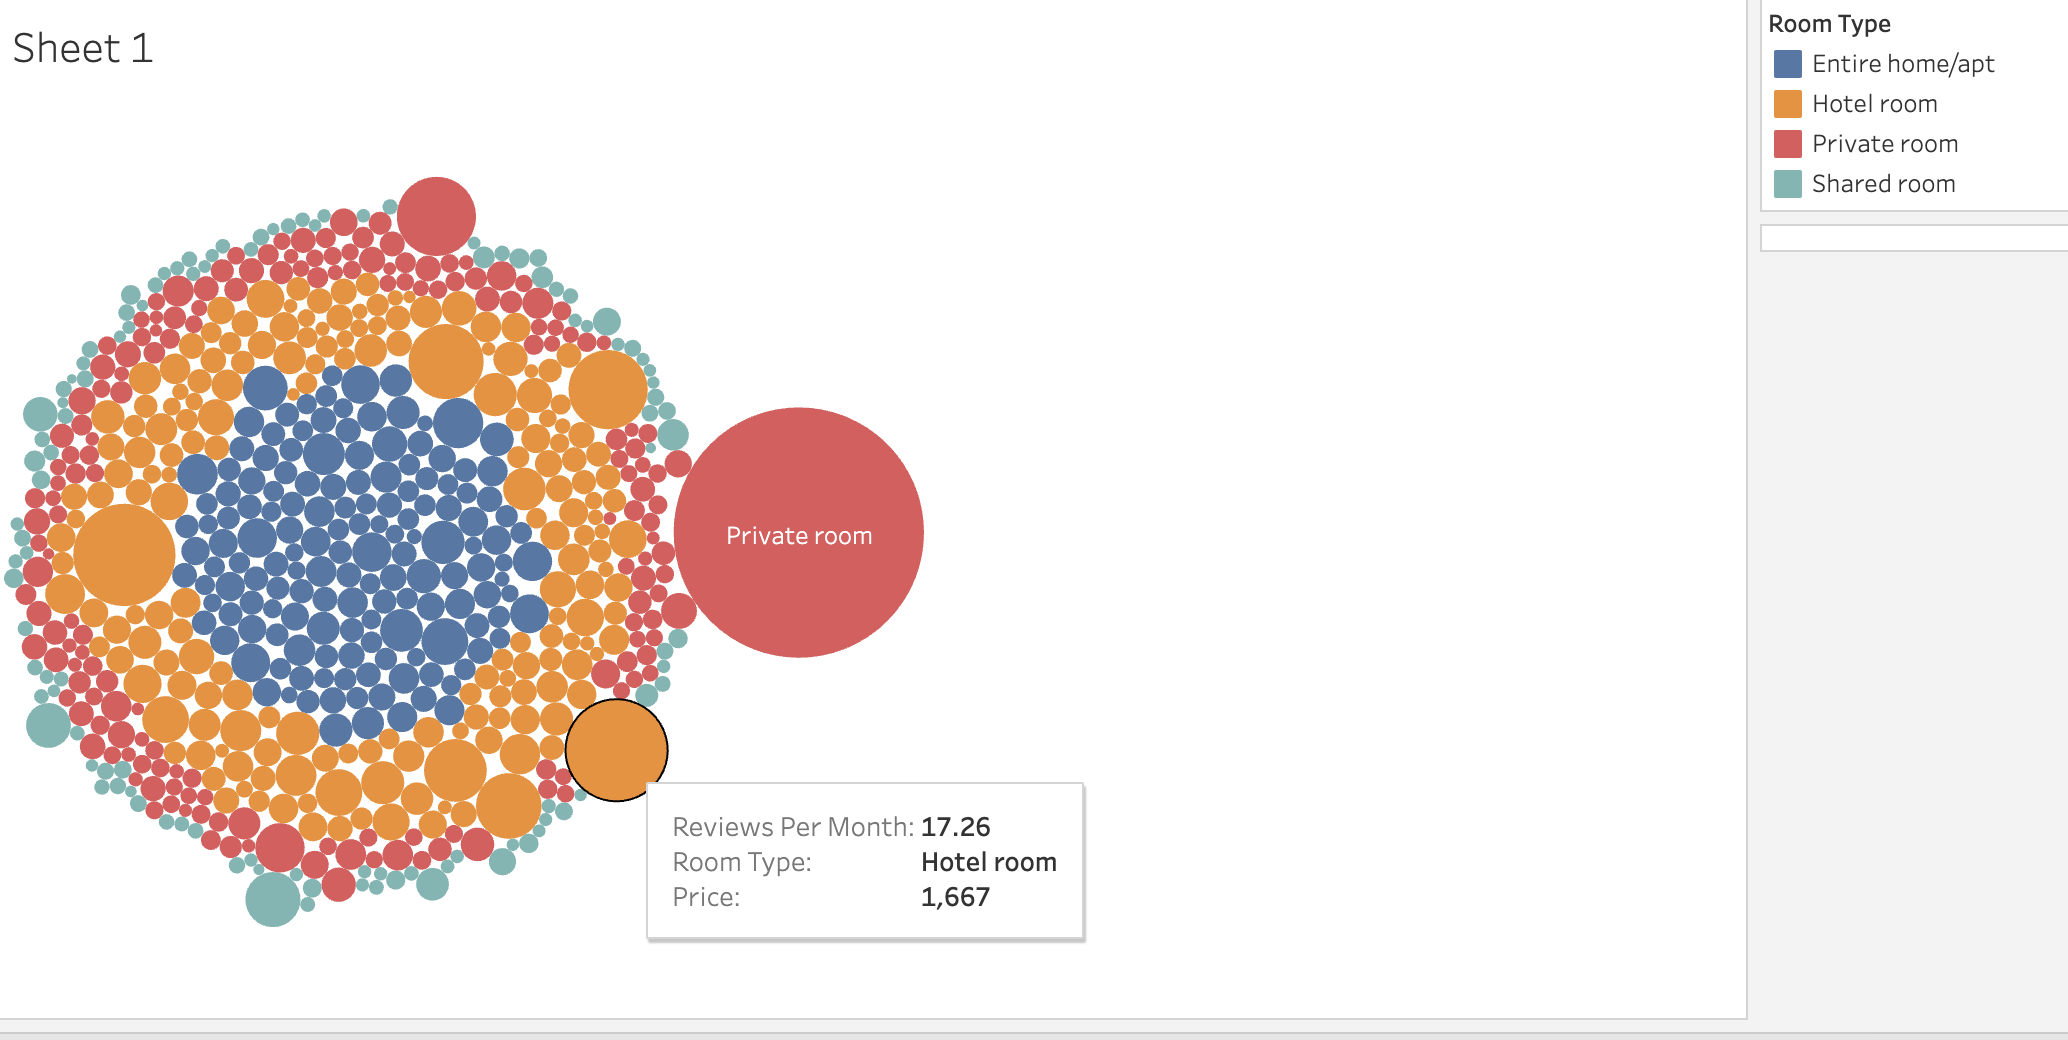 Sheet 1
Room Type
Entire home/apt
Hotel room
Private room
Shared room
Private room
Reviews Per Month: 17.26
Room Type: Hotel room
Price: 1,667